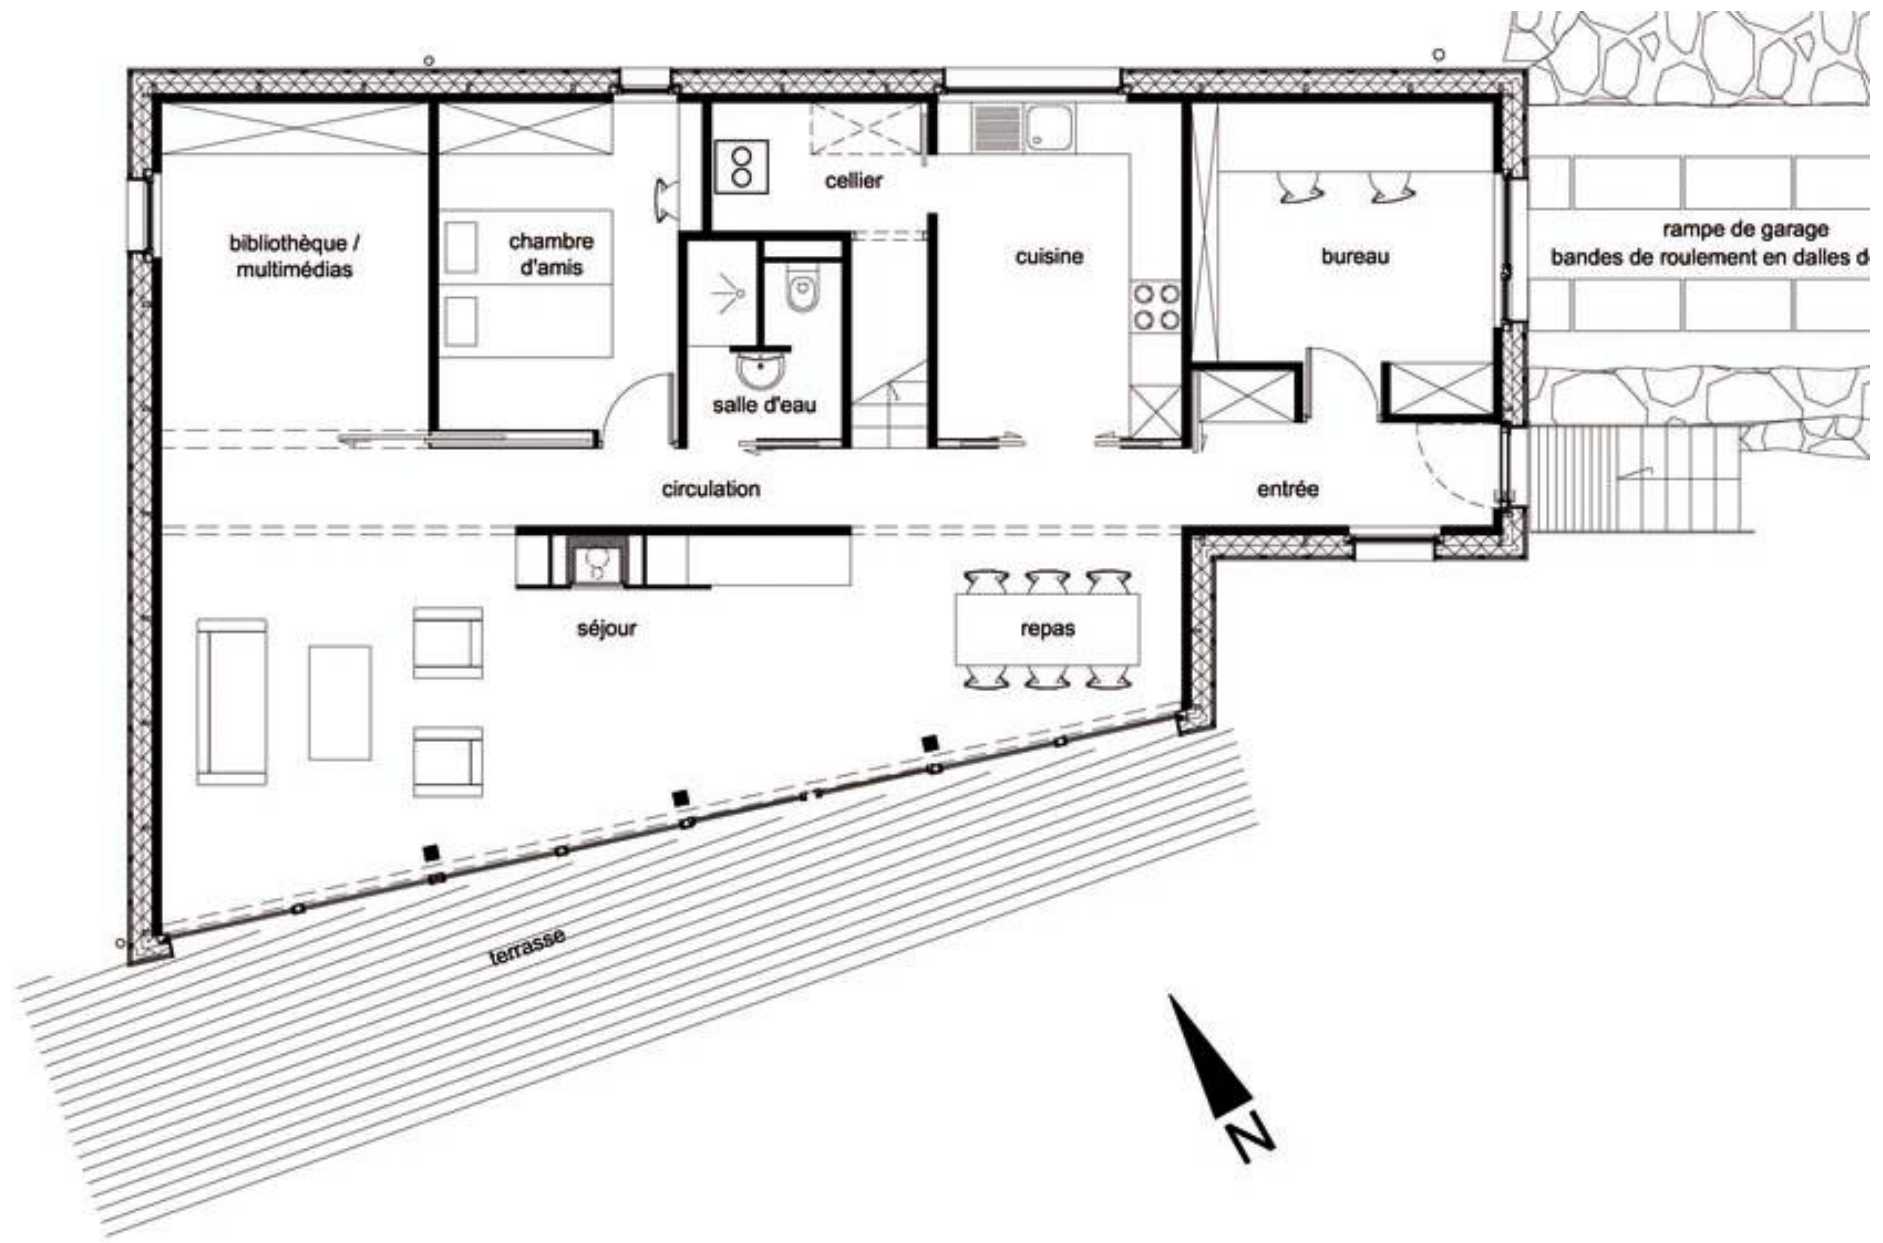 cellier
bibliothèque /
multimédias
chambre
d'amis
cuisine
bureau
rampe de garage
bandes de roulement en dalles d
salle d'eau
circulation
entrée
séjour
repas
terrasse
N